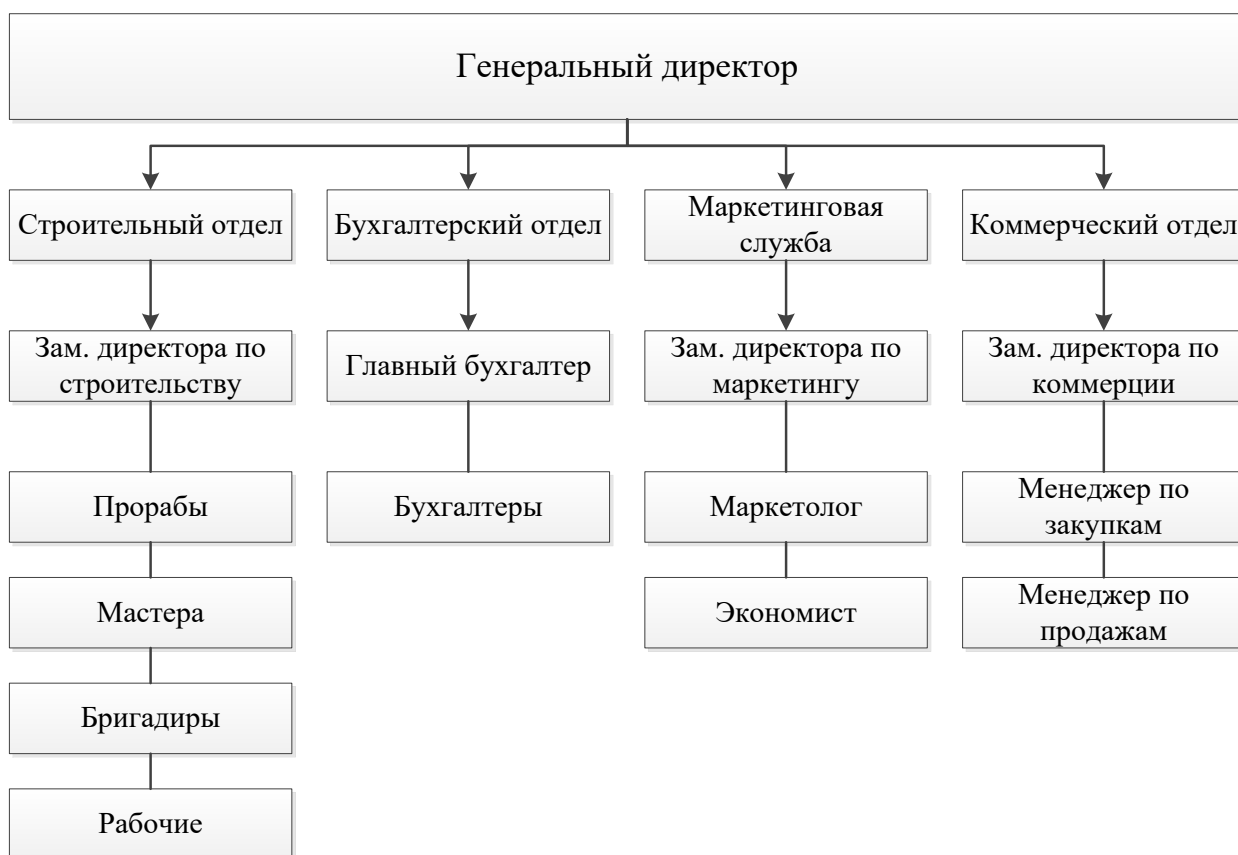 Генеральный директор
Строительный отдел
Бухгалтерский отдел
Маркетинговая
служба
Коммерческий отдел
Зам. директора по
строительству
Главный бухгалтер
Зам. директора по
маркетингу
Зам. директора по
коммерции
Прорабы
Бухгалтеры
Маркетолог
Менеджер по
закупкам
Мастера
Экономист
Менеджер по
продажам
Бригадиры
Рабочие